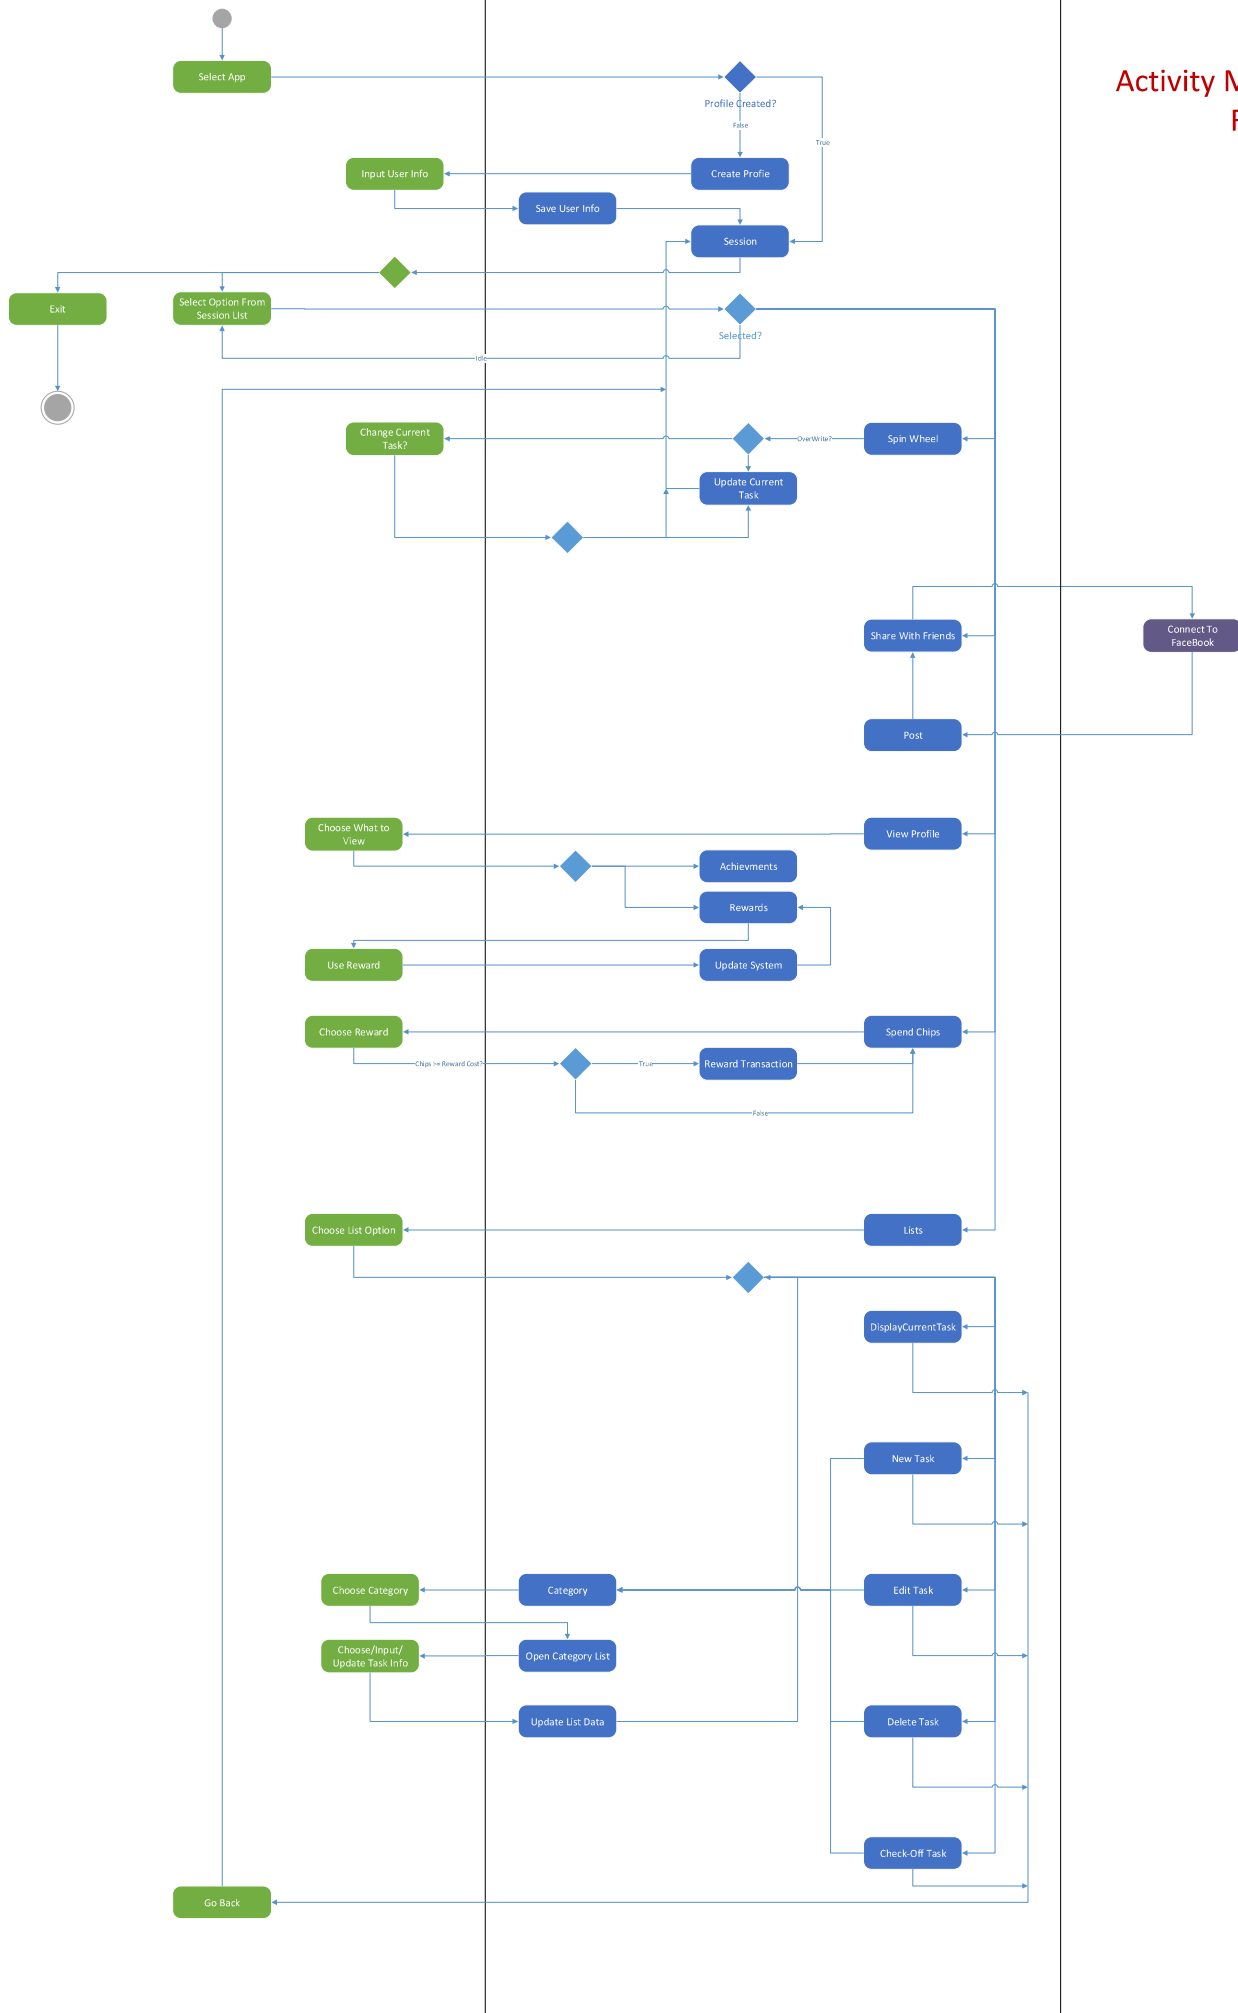 Select App
Activity M
Profile Created?
False
True
Input User Info
Create Profie
Save User Info
Session
Exit
Select Option From
Session LIst
Selected?
Idle
Change Current
Task?
OverWrite?
Spin Wheel
Update Current
Task
Share With Friends
Connect To
FaceBook
Post
Choose What to
View
View Profile
Achievments
Rewards
Use Reward
Update System
Choose Reward
Spend Chips
Chips >= Reward Cost?
True
Reward Transaction
False
Choose List Option
Lists
DisplayCurrentTask
New Task
Choose Category
Category
Edit Task
Choose/Input/
Update Task Info
Open Category List
Update List Data
Delete Task
Check-Off Task
Go Back